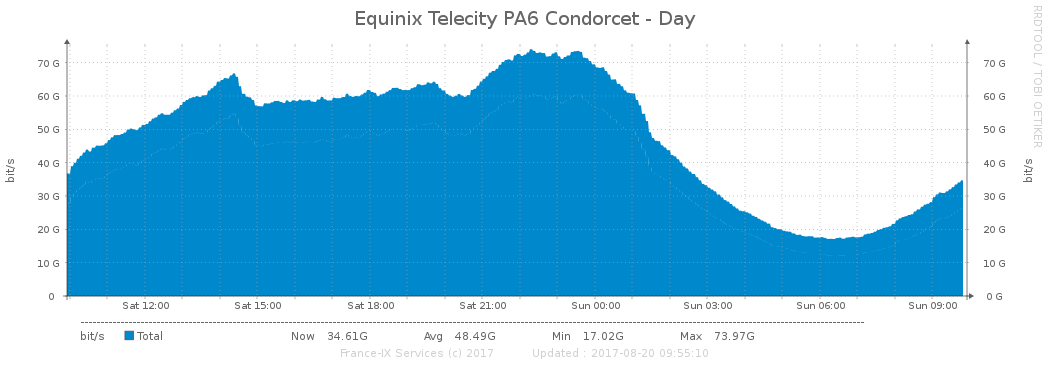 Equinix Telecity PA6 Condorcet - Day
RRDTOOL / TOBI OETIKER
bit/s
70 G
60 G
50 G
40 G
30 G
20 G
10 G
0
70 G
60 G
50 G
40 G
30 G
20 G
10 G
0 G
bit/s
Sat 12:00 Sat 15:00 Sat 18:00 Sat 21:00 Sun 00:00 Sun 03:00 Sun 06:00 Sun 09:00
bit/s Total Now 34.61G Avg 48.49G Min 17.02G Max 73.97G
France-IX Services (c) 2017 Updated : 2017-08-20 09:55:10